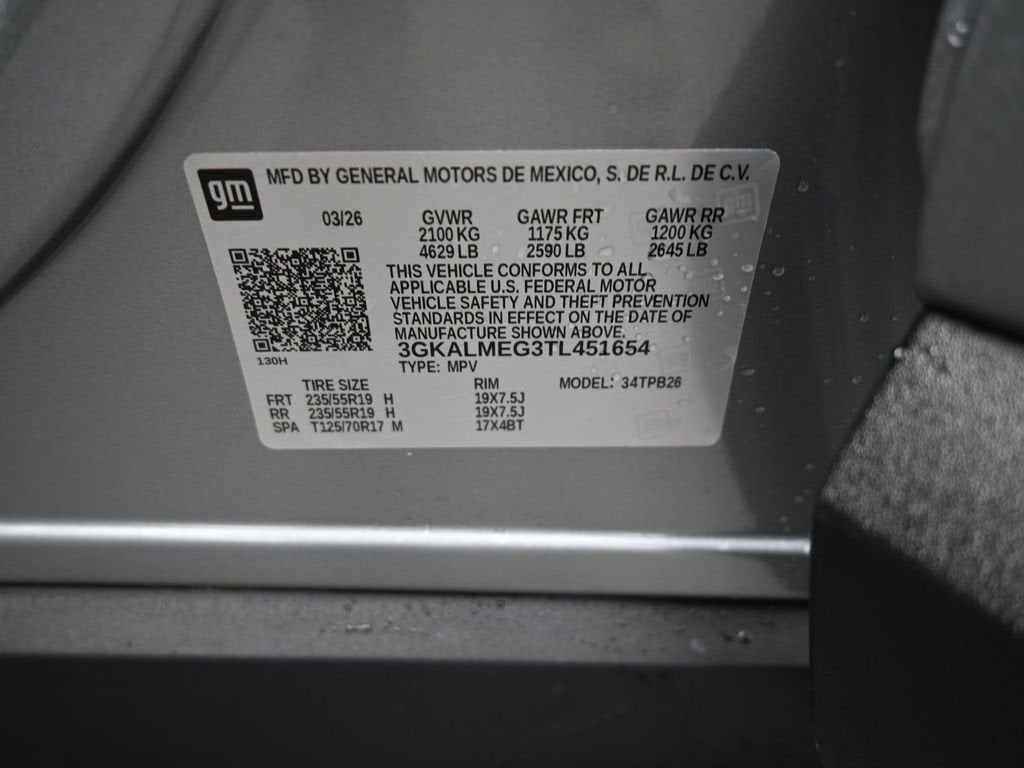 gm
MFD BY GENERAL MOTORS DE MEXICO, S. DE R.L. DE C.V.
03/26 GVWR GAWR FRT GAWR RR
2100 KG 1175 KG 1200 KG
4629 LB 2590 LB 2645 LB
THIS VEHICLE CONFORMS TO ALL
APPLICABLE U.S. FEDERAL MOTOR
VEHICLE SAFETY AND THEFT PREVENTION
STANDARDS IN EFFECT ON THE DATE OF
MANUFACTURE SHOWN ABOVE.
3GKALMEG3TL451654
130H
TYPE: MPV
TIRE SIZE RIM MODEL: 34TPB26
FRT 235/55R19 H 19X7.5J
RR 235/55R19 H 19X7.5J
SPA T125/70R17 M 17X4BT